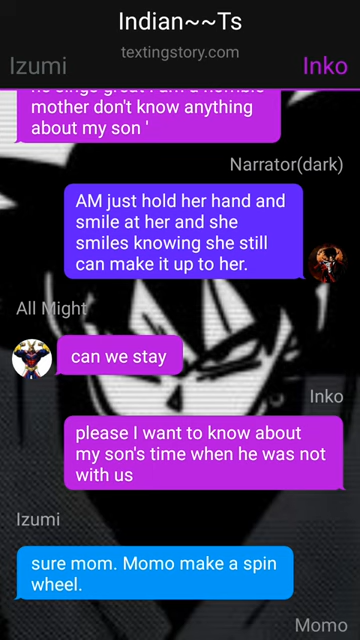 Indian~~Ts
textingstory.com
Izumi
Inko
mother don't know anything
about my son '
Narrator(dark)
AM just hold her hand and
smile at her and she
smiles knowing she still
can make it up to her.
All Might
can we stay
Inko
please I want to know about
my son's time when he was not
with us
Izumi
sure mom. Momo make a spin
wheel.
Momo